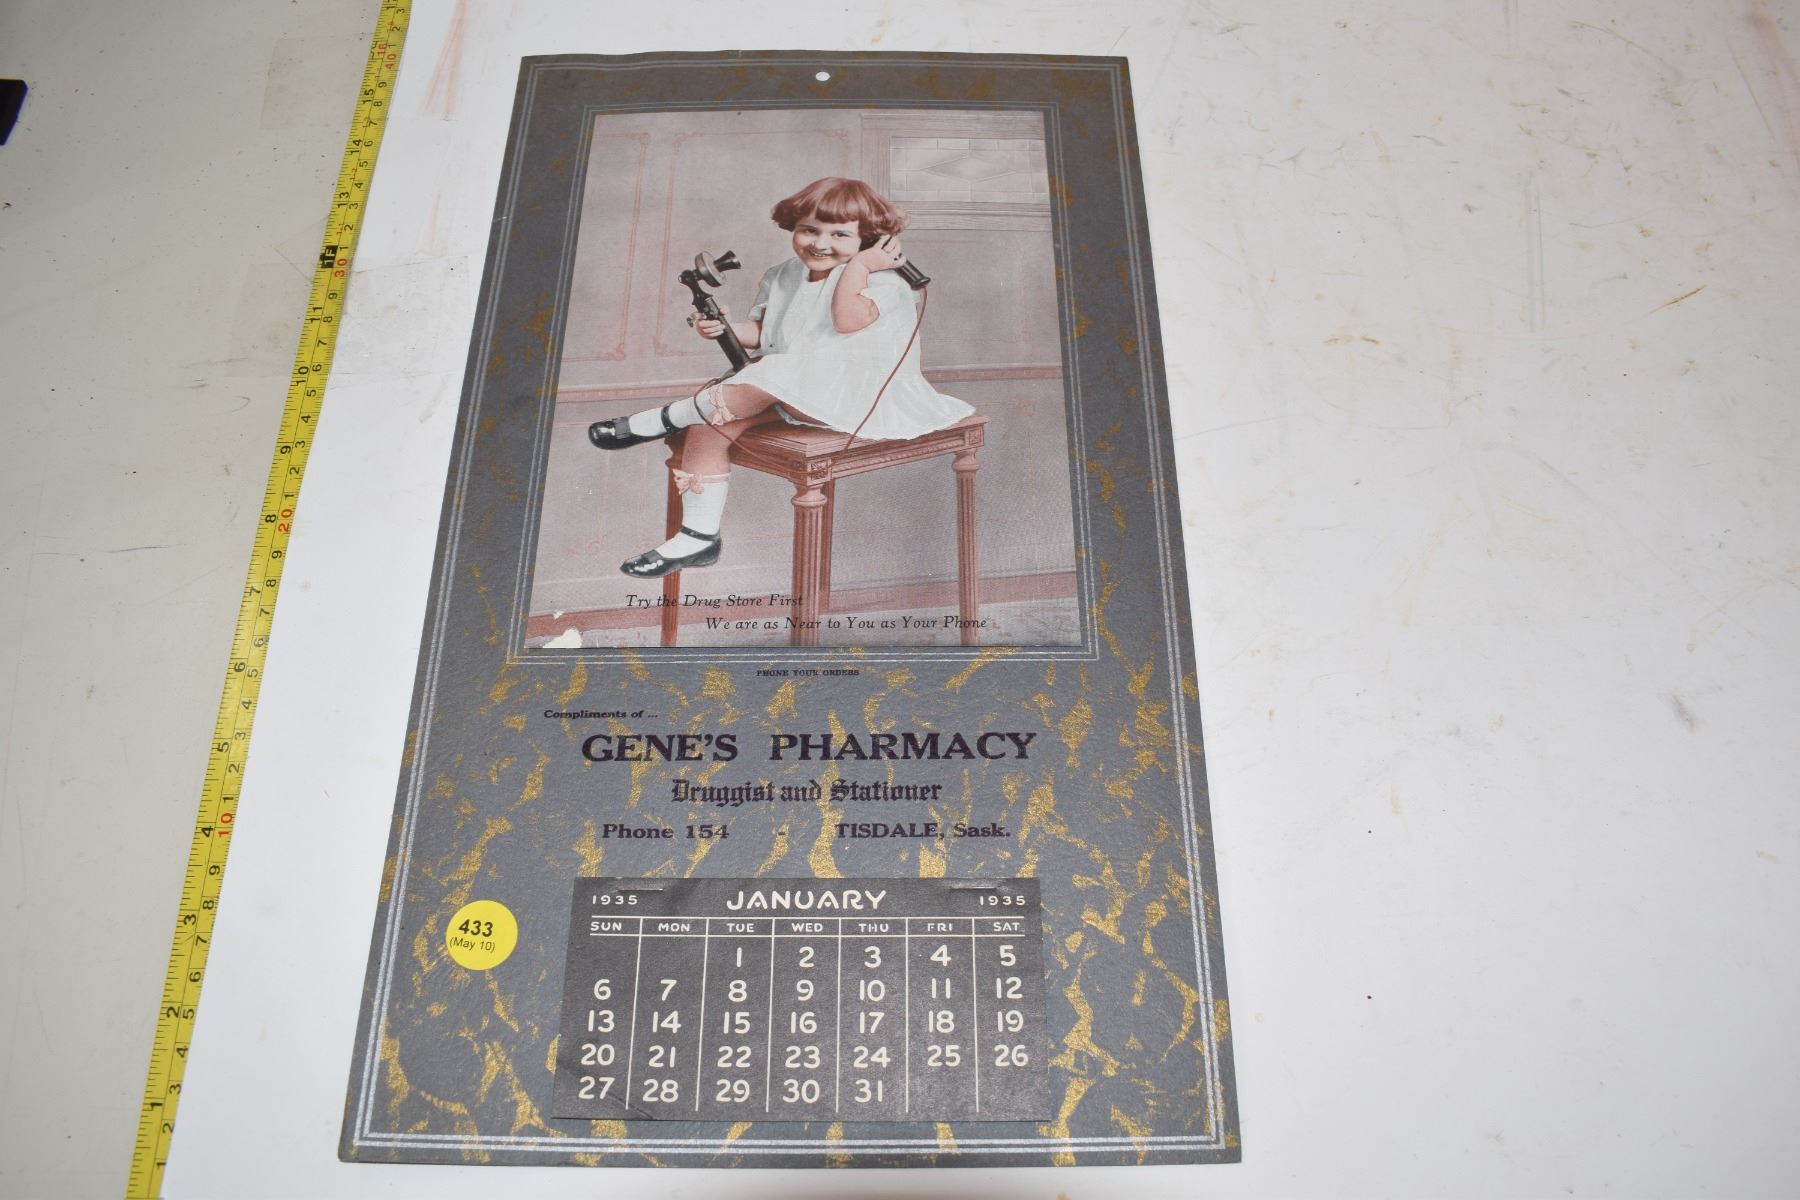 Try the Drug Store First
We are as Near to You as Your Phone
PHONE YOUR ORDERS
Compliments of ...
GENE'S PHARMACY
Druggist and Stationer
Phone 154 - TISDALE, Sask.
433
(May 10)
1935 JANUARY 1935
SUN MON TUE WED THU FRI SAT
1 2 3 4 5
6 7 8 9 10 11 12
13 14 15 16 17 18 19
20 21 22 23 24 25 26
27 28 29 30 31